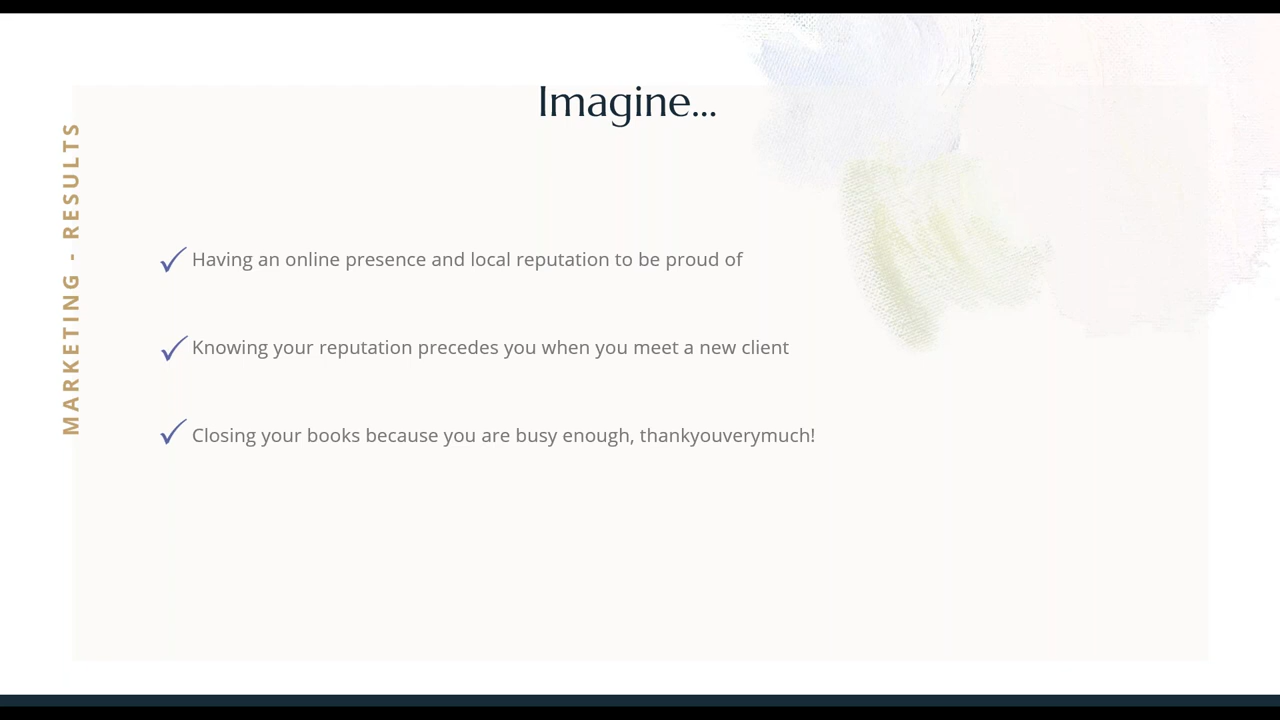 Imagine...
MARKETING - RESULTS
Having an online presence and local reputation to be proud of
Knowing your reputation precedes you when you meet a new client
Closing your books because you are busy enough, thankyouverymuch!